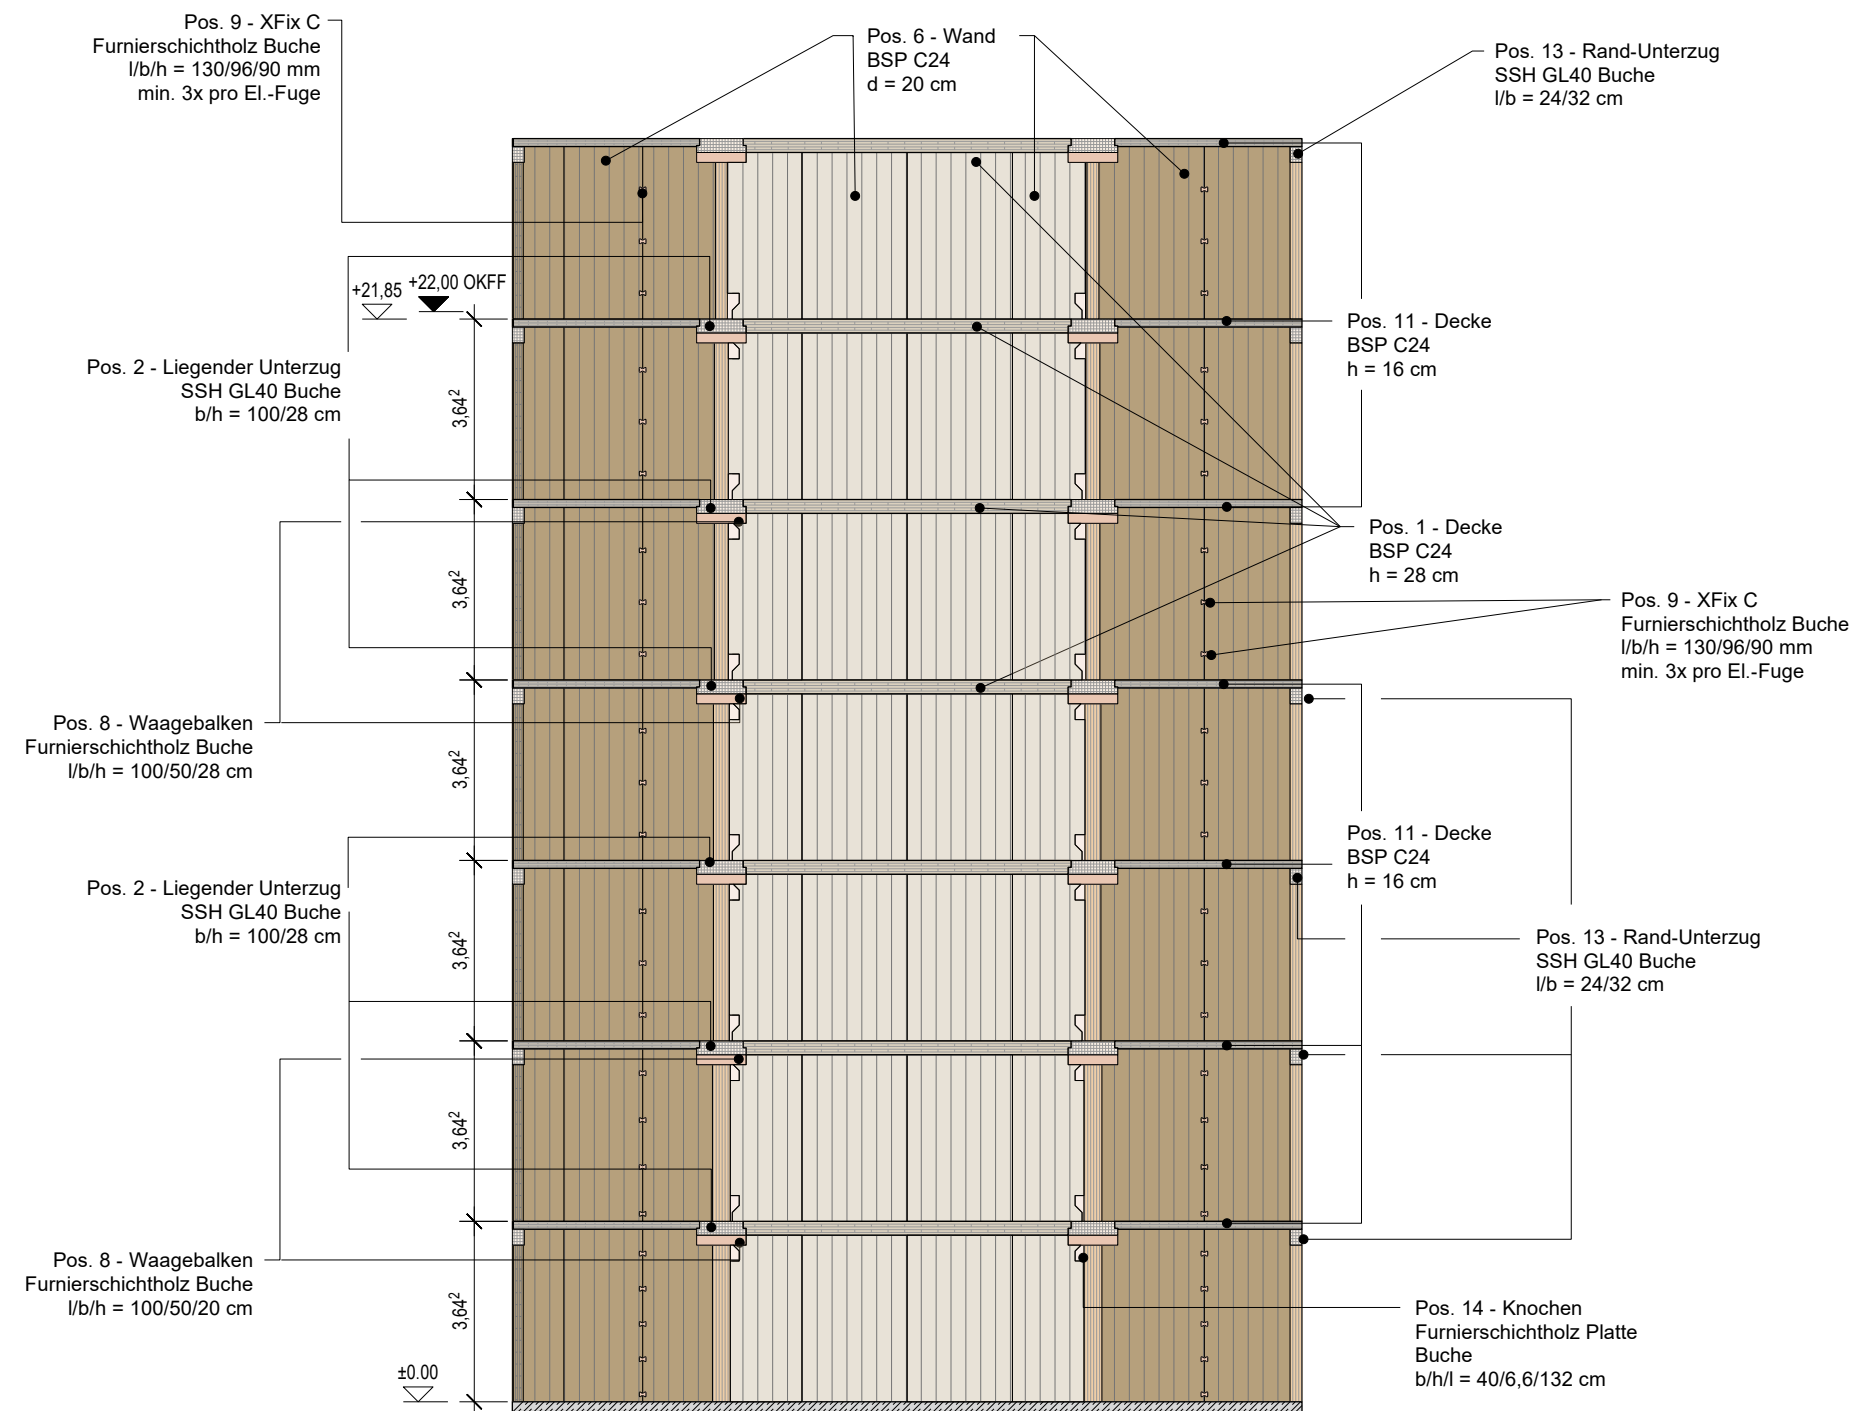 Pos. 9 - XFix C
Furnierschichtholz Buche
l/b/h = 130/96/90 mm
min. 3x pro El.-Fuge
Pos. 6 - Wand
BSP C24
d = 20 cm
Pos. 13 - Rand-Unterzug
SSH GL40 Buche
l/b = 24/32 cm
+21,85
+22,00 OKFF
Pos. 11 - Decke
BSP C24
h = 16 cm
Pos. 2 - Liegender Unterzug
SSH GL40 Buche
b/h = 100/28 cm
3,64²
Pos. 1 - Decke
BSP C24
h = 28 cm
3,64²
Pos. 9 - XFix C
Furnierschichtholz Buche
l/b/h = 130/96/90 mm
min. 3x pro El.-Fuge
Pos. 8 - Waagebalken
Furnierschichtholz Buche
l/b/h = 100/50/28 cm
3,64²
Pos. 11 - Decke
BSP C24
h = 16 cm
Pos. 2 - Liegender Unterzug
SSH GL40 Buche
b/h = 100/28 cm
3,64²
Pos. 13 - Rand-Unterzug
SSH GL40 Buche
l/b = 24/32 cm
3,64²
Pos. 8 - Waagebalken
Furnierschichtholz Buche
l/b/h = 100/50/20 cm
3,64²
Pos. 14 - Knochen
Furnierschichtholz Platte
Buche
b/h/l = 40/6,6/132 cm
±0.00